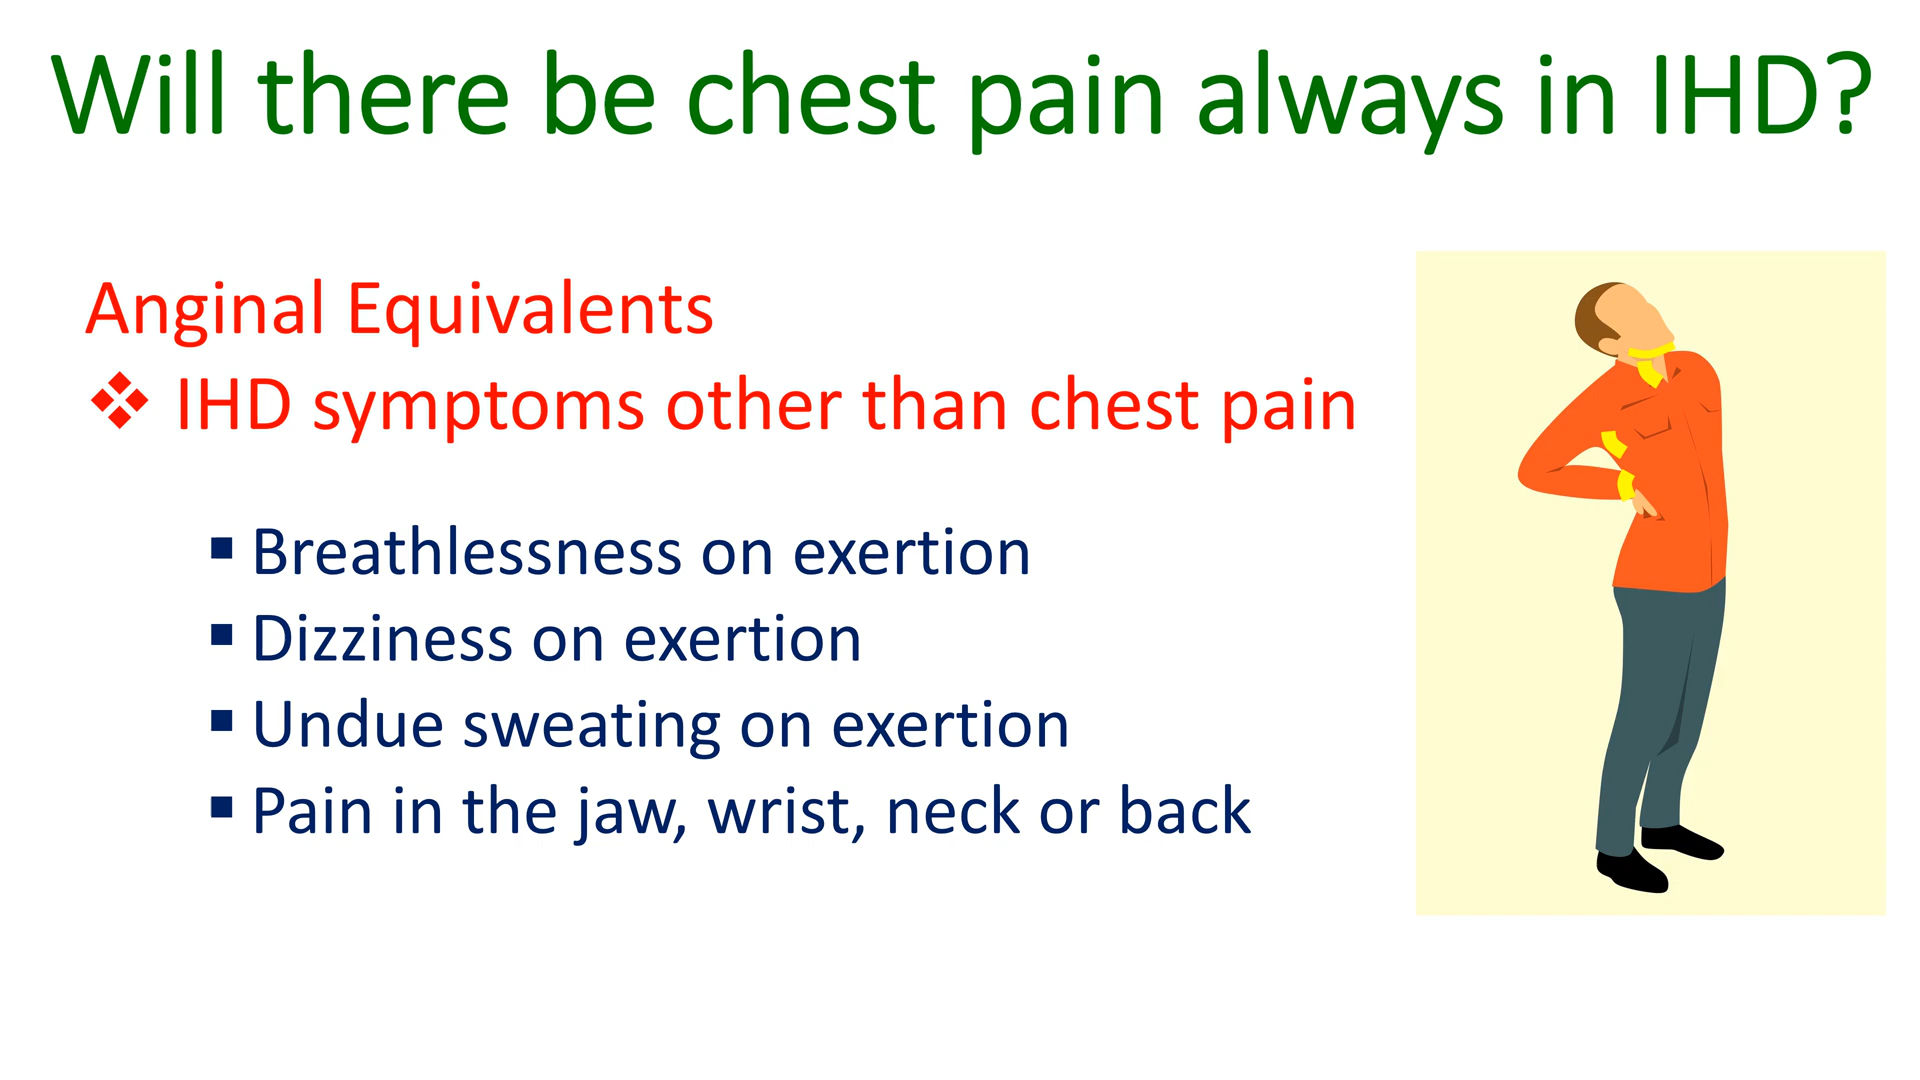 Will there be chest pain always in IHD?
Anginal Equivalents
❖ IHD symptoms other than chest pain
▪ Breathlessness on exertion
▪ Dizziness on exertion
▪ Undue sweating on exertion
▪ Pain in the jaw, wrist, neck or back